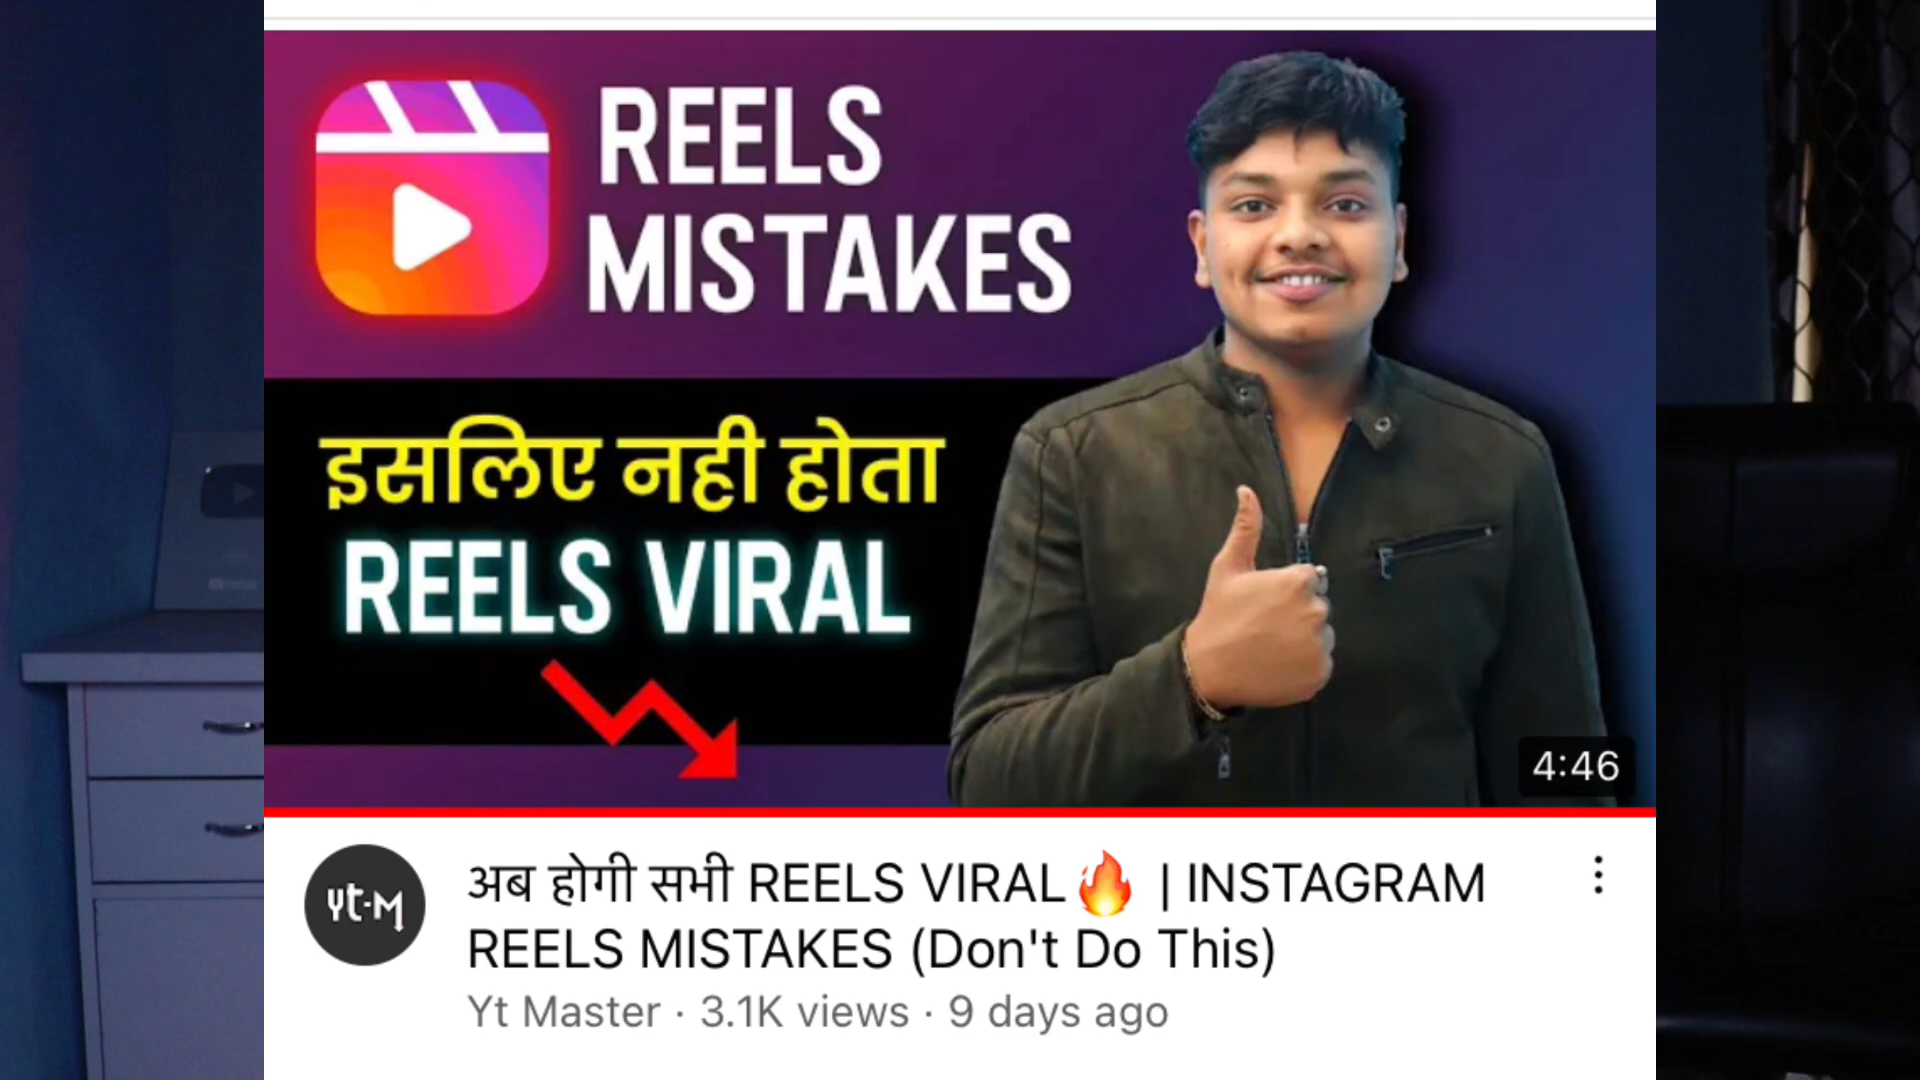 REELS
MISTAKES
इसलिए नही होता
REELS VIRAL
4:46
yt-M
अब होगी सभी REELS VIRAL🔥 | INSTAGRAM
REELS MISTAKES (Don't Do This)
Yt Master · 3.1K views · 9 days ago